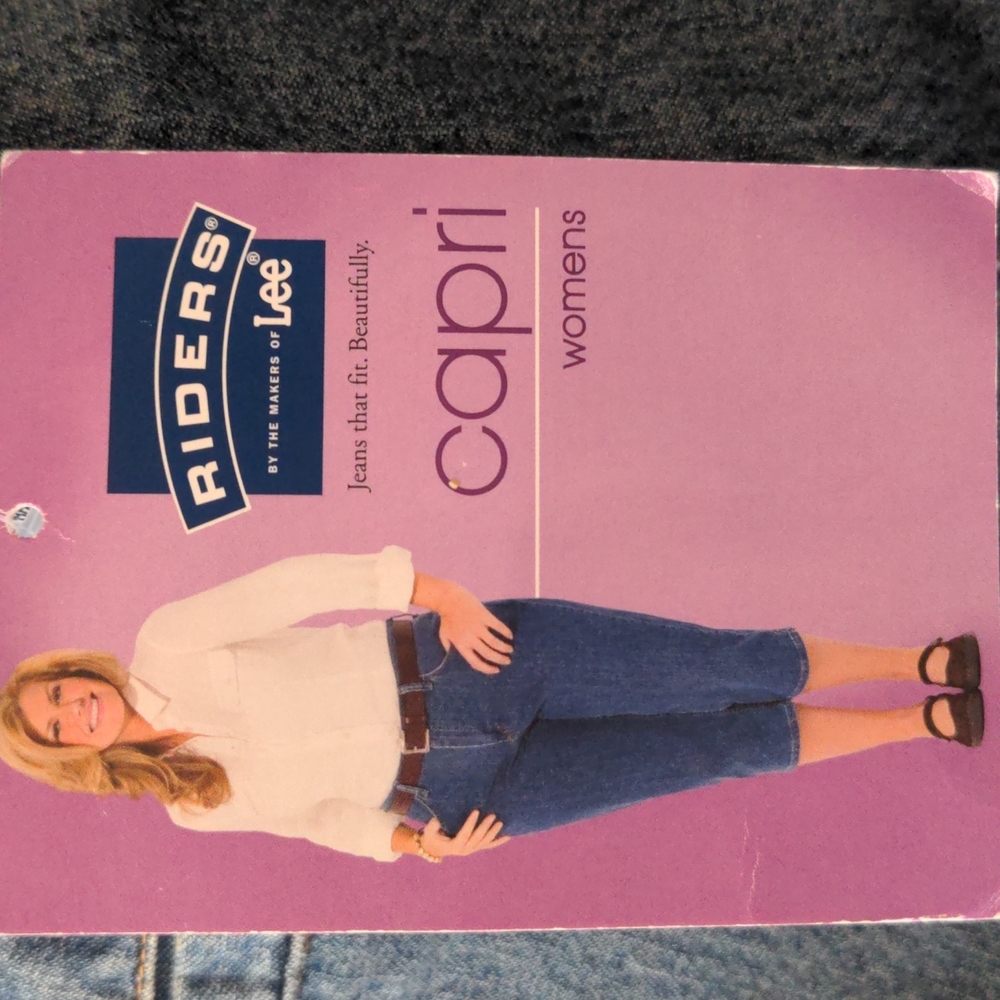 RIDERS®
BY THE MAKERS OF Lee®
Jeans that fit. Beautifully.
capri
womens